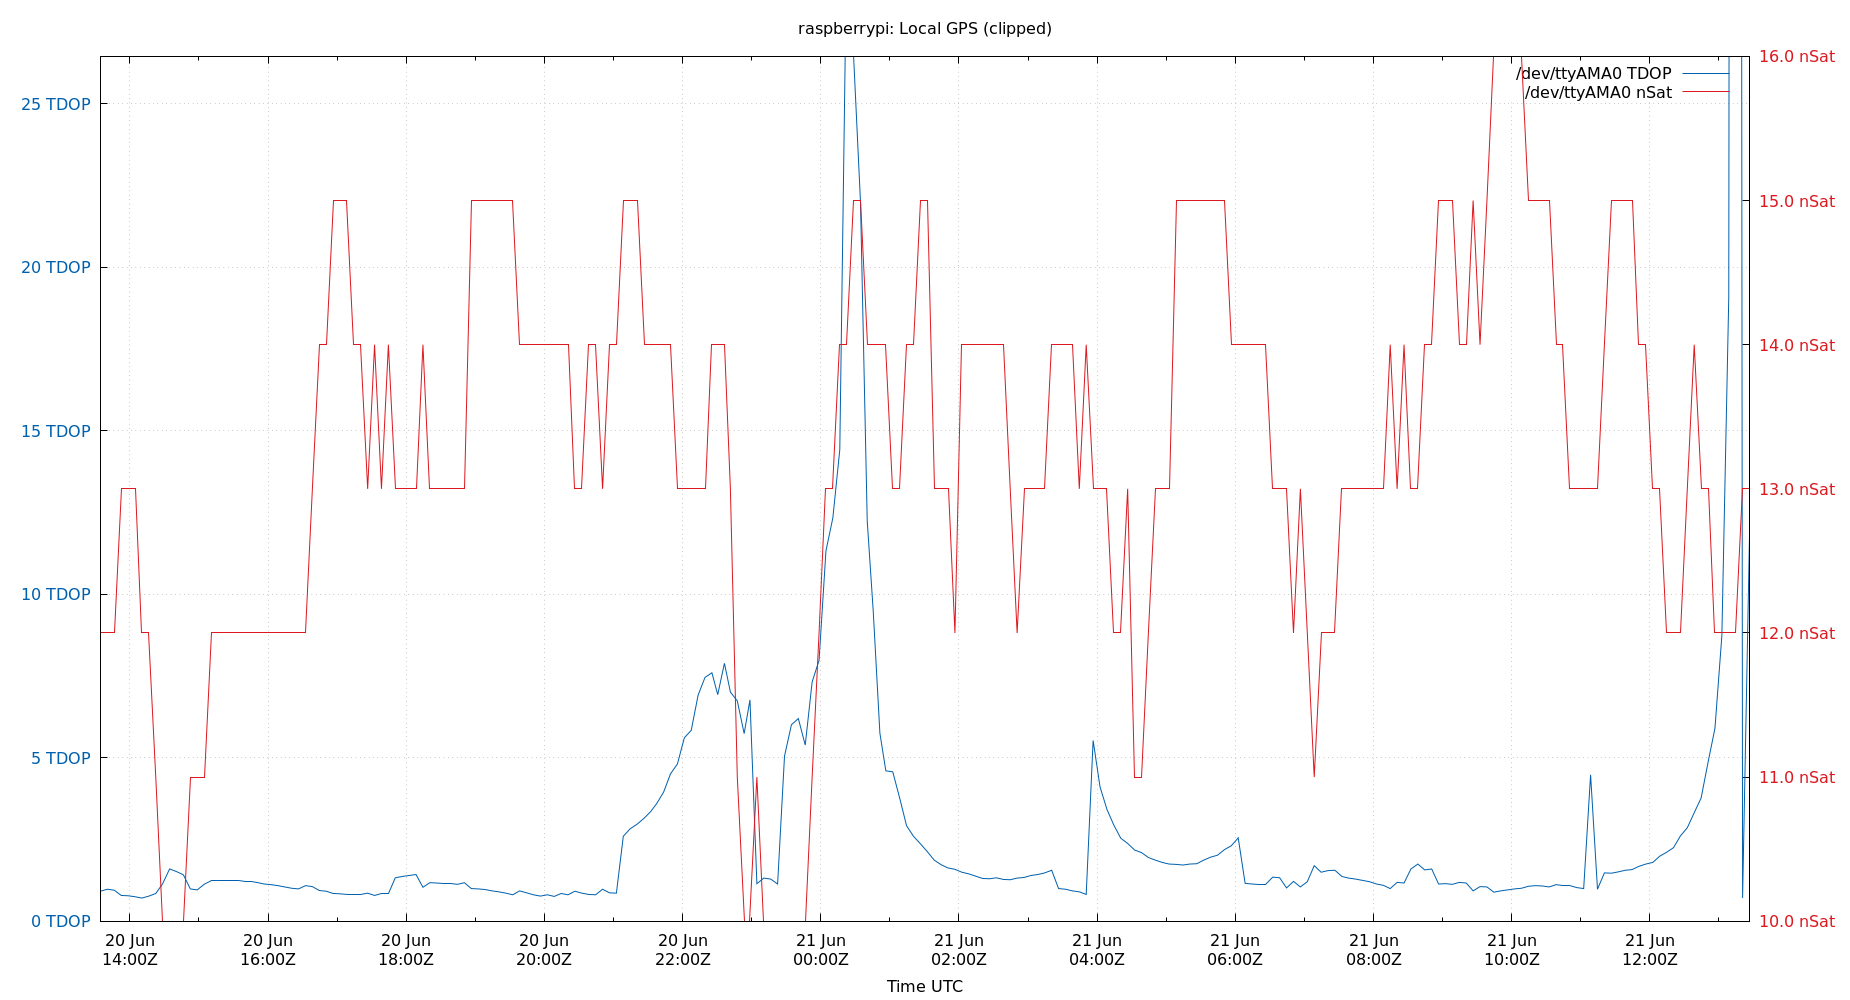 raspberrypi: Local GPS (clipped)
/dev/ttyAMA0 TDOP
/dev/ttyAMA0 nSat
25 TDOP
20 TDOP
15 TDOP
10 TDOP
5 TDOP
0 TDOP
16.0 nSat
15.0 nSat
14.0 nSat
13.0 nSat
12.0 nSat
11.0 nSat
10.0 nSat
20 Jun
14:00Z
20 Jun
16:00Z
20 Jun
18:00Z
20 Jun
20:00Z
20 Jun
22:00Z
21 Jun
00:00Z
21 Jun
02:00Z
21 Jun
04:00Z
21 Jun
06:00Z
21 Jun
08:00Z
21 Jun
10:00Z
21 Jun
12:00Z
Time UTC